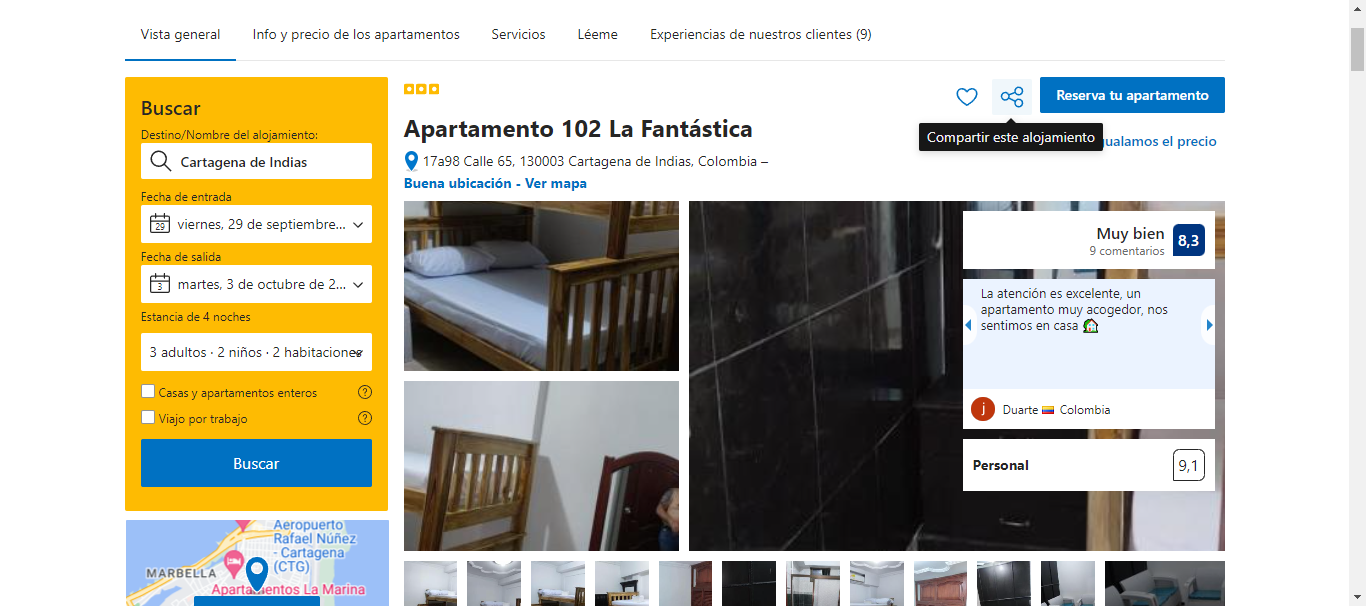 Vista general
Info y precio de los apartamentos
Servicios
Léeme
Experiencias de nuestros clientes (9)
Buscar
Destino/Nombre del alojamiento:
Cartagena de Indias
Fecha de entrada
29
viernes, 29 de septiembre...
Fecha de salida
3
martes, 3 de octubre de 2...
Estancia de 4 noches
3 adultos · 2 niños · 2 habitaciones
Casas y apartamentos enteros
?
Viajo por trabajo
?
Buscar
Aeropuerto
Rafael Núñez
- Cartagena
(CTG)
MARBELLA
Apartamentos La Marina
Reserva tu apartamento
Compartir este alojamiento
gualamos el precio
Apartamento 102 La Fantástica
17a98 Calle 65, 130003 Cartagena de Indias, Colombia –
Buena ubicación - Ver mapa
Muy bien
9 comentarios
8,3
La atención es excelente, un
apartamento muy acogedor, nos
sentimos en casa 🏡
j
Duarte 🇨🇴 Colombia
Personal
9,1